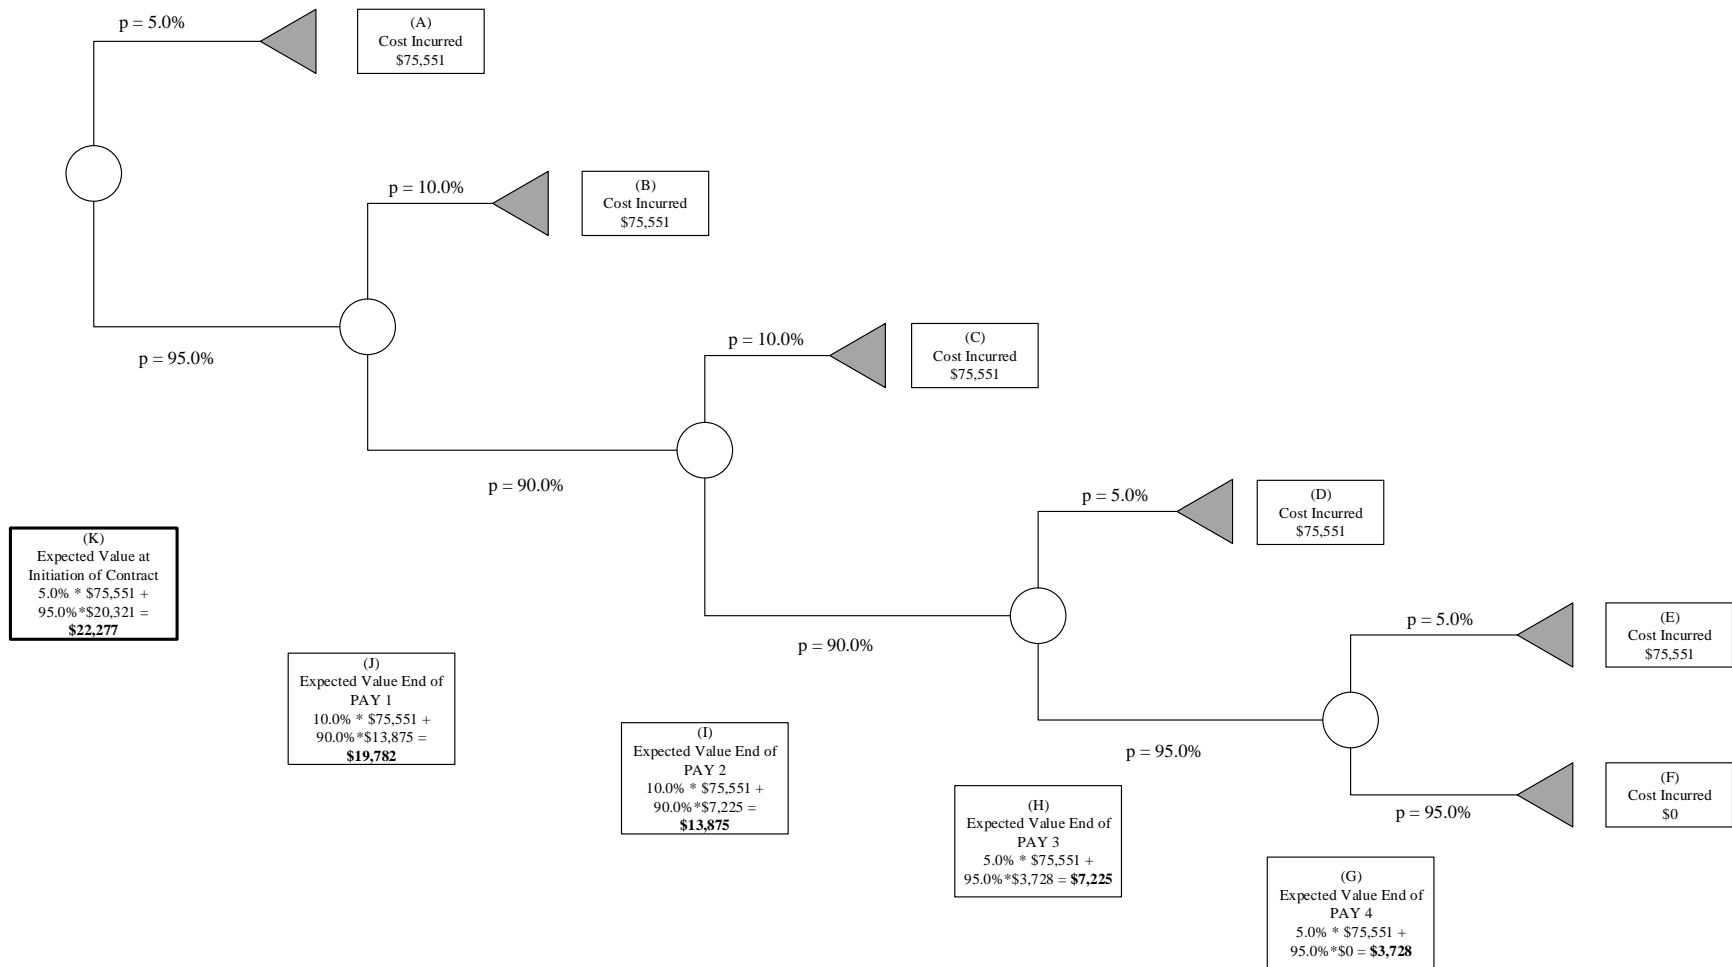 p = 5.0%
(A)
Cost Incurred
$75,551
p = 10.0%
(B)
Cost Incurred
$75,551
p = 95.0%
p = 10.0%
(C)
Cost Incurred
$75,551
p = 90.0%
p = 5.0%
(D)
Cost Incurred
$75,551
p = 90.0%
p = 5.0%
(E)
Cost Incurred
$75,551
p = 95.0%
p = 95.0%
(F)
Cost Incurred
$0
(K)
Expected Value at
Initiation of Contract
5.0% * $75,551 +
95.0%*$20,321 =
$22,277
(J)
Expected Value End of
PAY 1
10.0% * $75,551 +
90.0%*$13,875 =
$19,782
(I)
Expected Value End of
PAY 2
10.0% * $75,551 +
90.0%*$7,225 =
$13,875
(H)
Expected Value End of
PAY 3
5.0% * $75,551 +
95.0%*$3,728 = $7,225
(G)
Expected Value End of
PAY 4
5.0% * $75,551 +
95.0%*$0 = $3,728